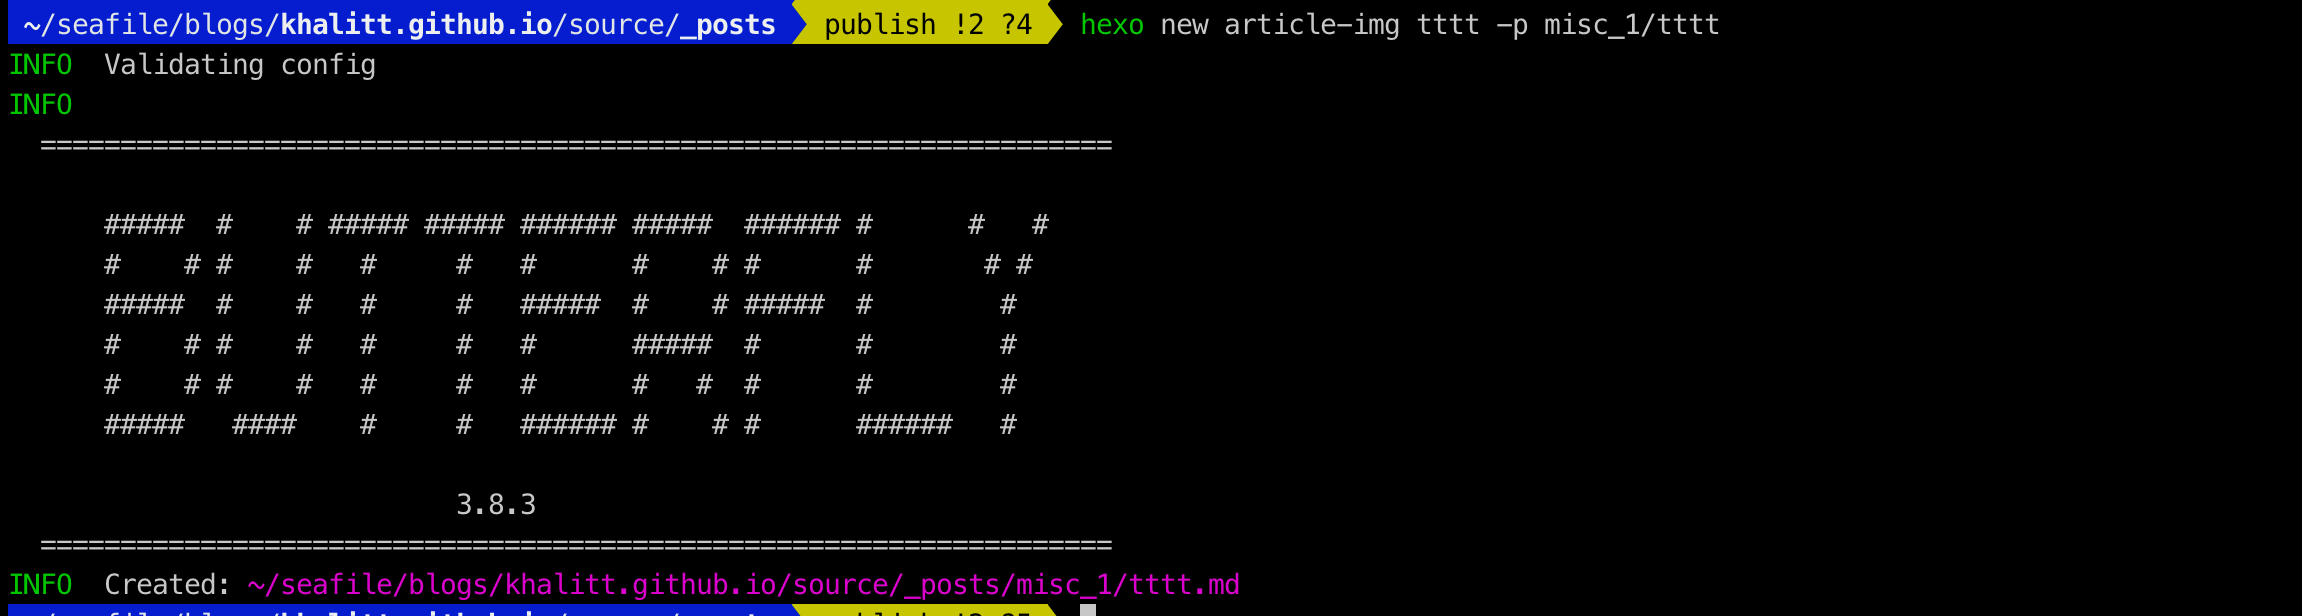 ~/seafile/blogs/khalitt.github.io/source/_posts publish !2 ?4 hexo new article-img tttt -p misc_1/tttt
INFO  Validating config
INFO
  ===================================================================

      #####  #    # ##### ##### ###### #####  ###### #      #   #
      #    # #    #   #     #   #      #    # #      #       # #
      #####  #    #   #     #   #####  #    # #####  #        #
      #    # #    #   #     #   #      #####  #      #        #
      #    # #    #   #     #   #      #   #  #      #        #
      #####   ####    #     #   ###### #    # #      ######   #

                            3.8.3
  ===================================================================
INFO  Created: ~/seafile/blogs/khalitt.github.io/source/_posts/misc_1/tttt.md